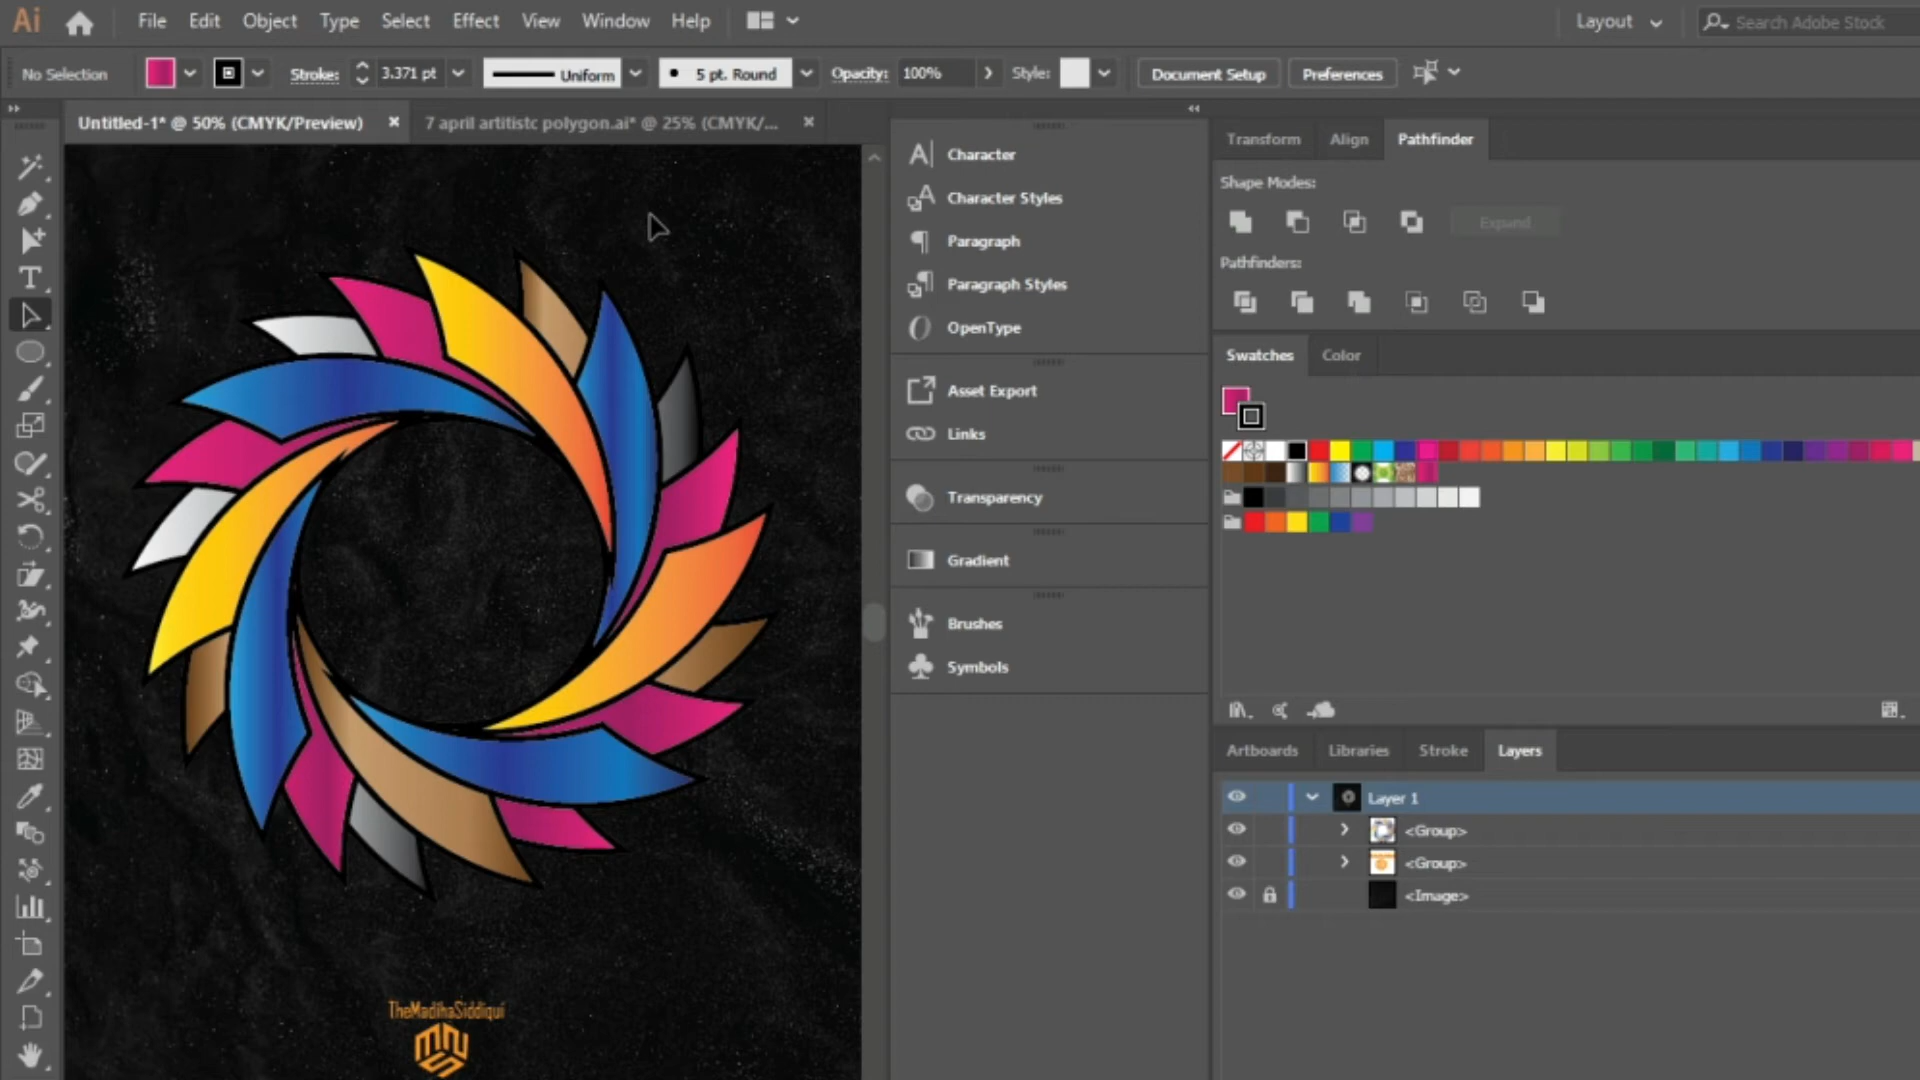 Ai File Edit Object Type Select Effect View Window Help Layout Search Adobe Stock
No Selection Stroke: 3.371 pt Uniform 5 pt. Round Opacity: 100% Style: Document Setup Preferences
Untitled-1* @ 50% (CMYK/Preview) × 7 april artitistc polygon.ai* @ 25% (CMYK/... ×
Character
Character Styles
Paragraph
Paragraph Styles
OpenType
Asset Export
Links
Transparency
Gradient
Brushes
Symbols
Transform Align Pathfinder
Shape Modes:
Expand
Pathfinders:
Swatches Color
Artboards Libraries Stroke Layers
Layer 1
<Group>
<Group>
<Image>
TheMadihaSiddiqui